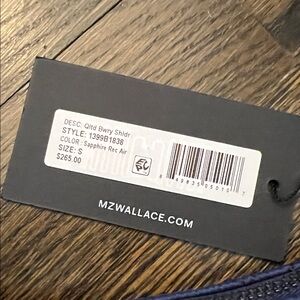 DESC: Qltd Bwry Shldr
STYLE: 1399B1838
COLOR: Sapphire Rec Air
SIZE: S
$265.00
MZWALLACE.COM